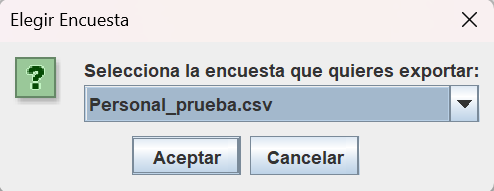 Elegir Encuesta
?
Selecciona la encuesta que quieres exportar:
Personal_prueba.csv
Aceptar
Cancelar